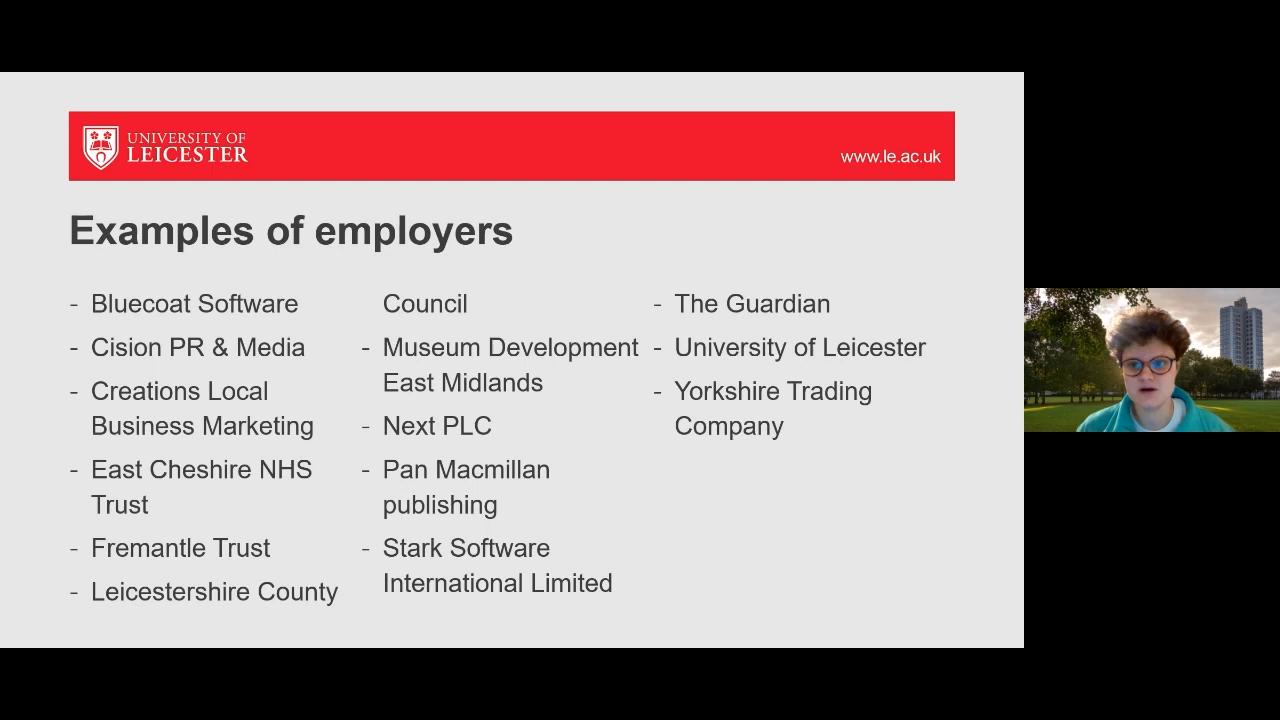 UNIVERSITY OF
LEICESTER
www.le.ac.uk
Examples of employers
- Bluecoat Software
- Cision PR & Media
- Creations Local
Business Marketing
- East Cheshire NHS
Trust
- Fremantle Trust
- Leicestershire County
Council
- Museum Development
East Midlands
- Next PLC
- Pan Macmillan
publishing
- Stark Software
International Limited
- The Guardian
- University of Leicester
- Yorkshire Trading
Company